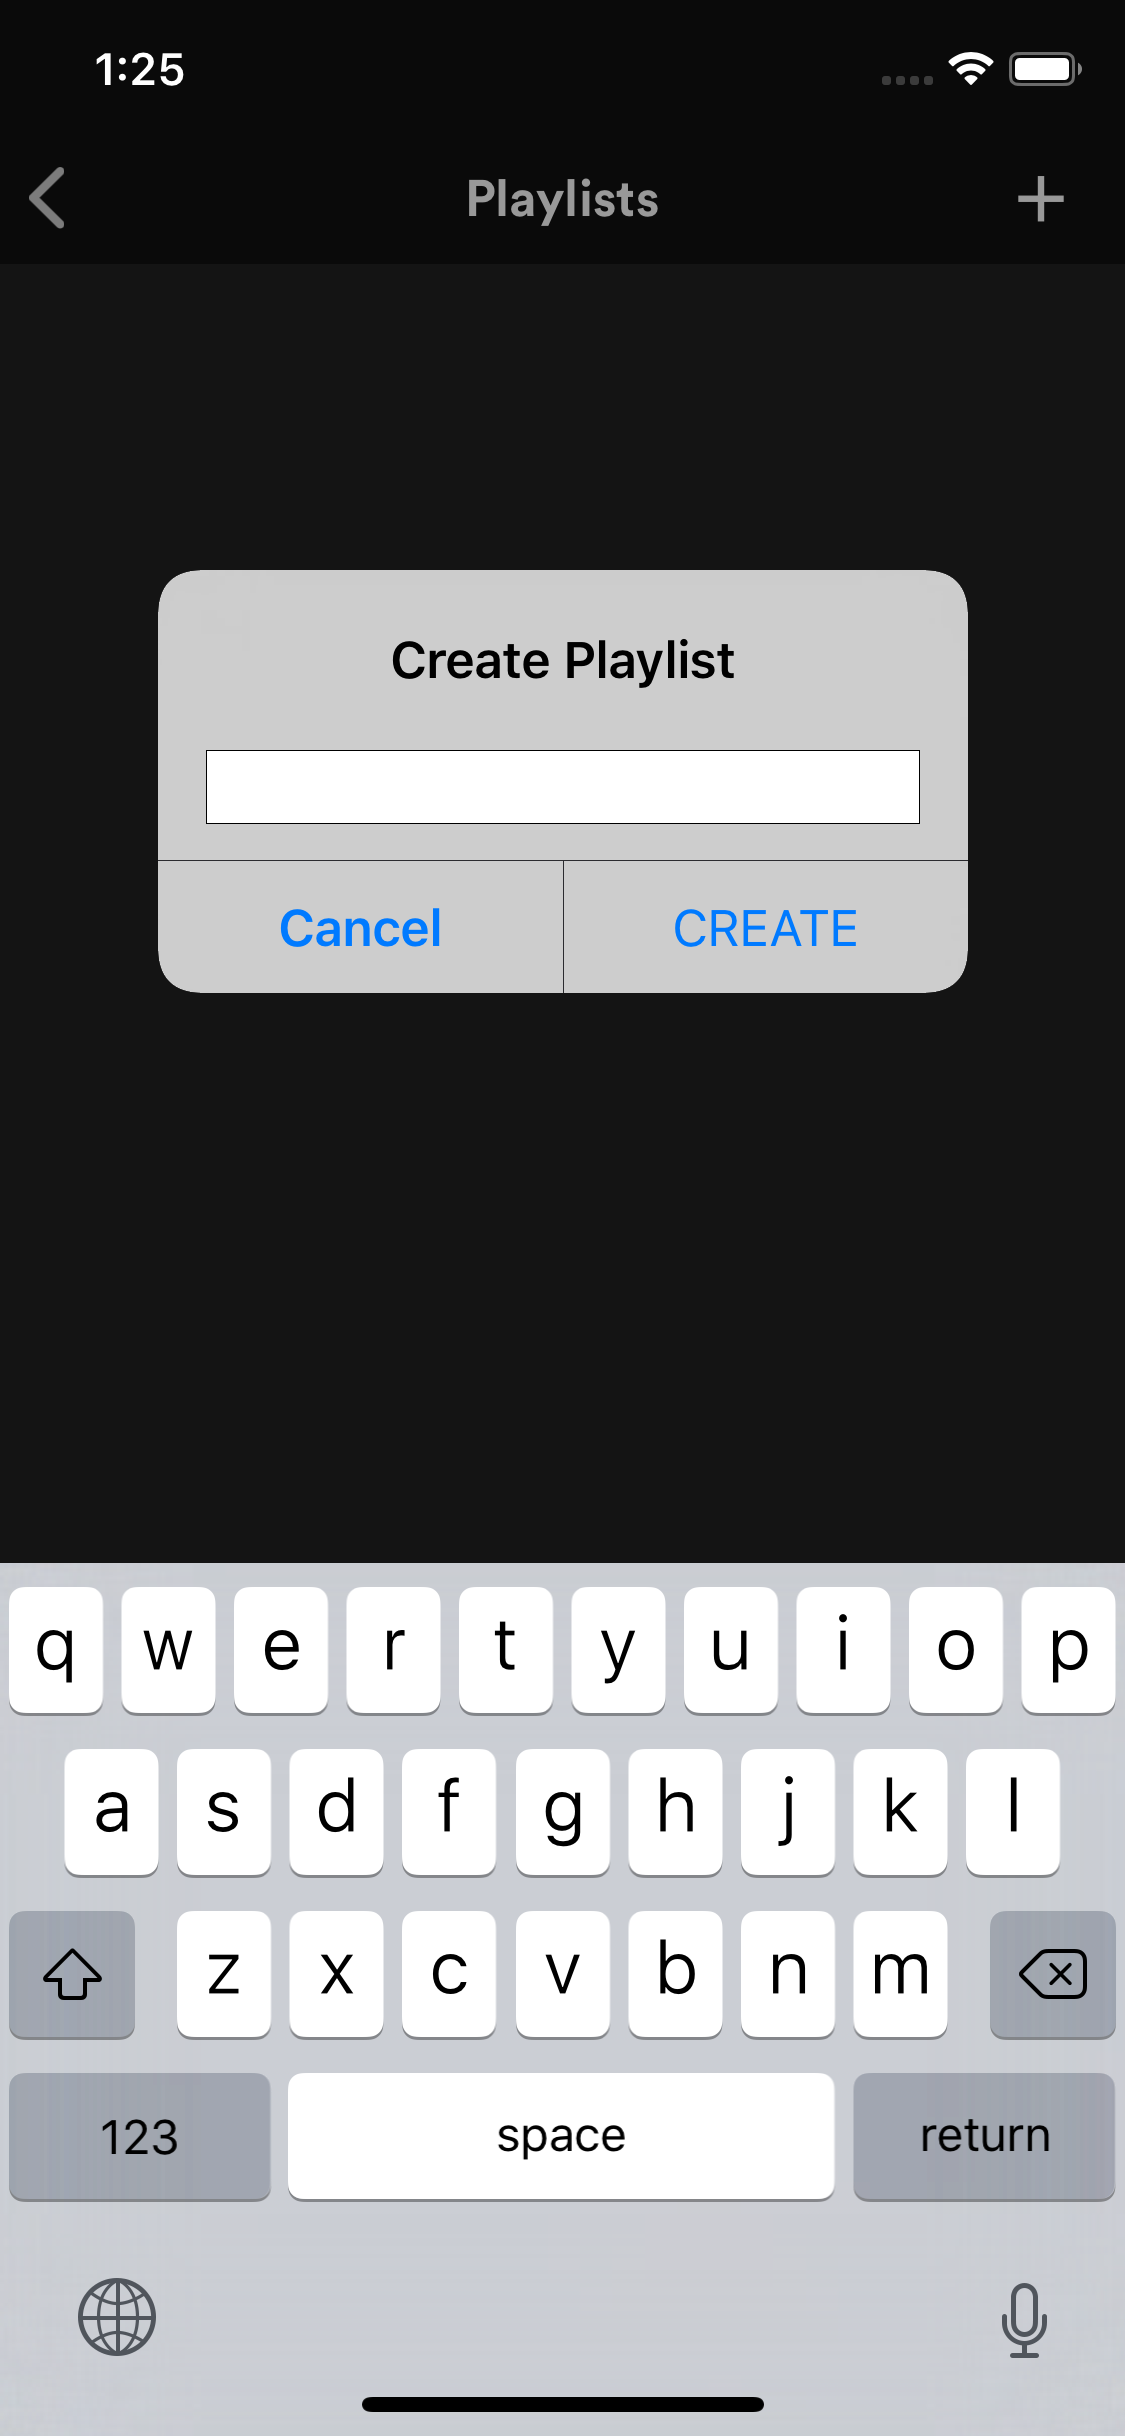 1:25
Playlists
Create Playlist
Cancel CREATE
q w e r t y u i o p
a s d f g h j k l
z x c v b n m
123 space return